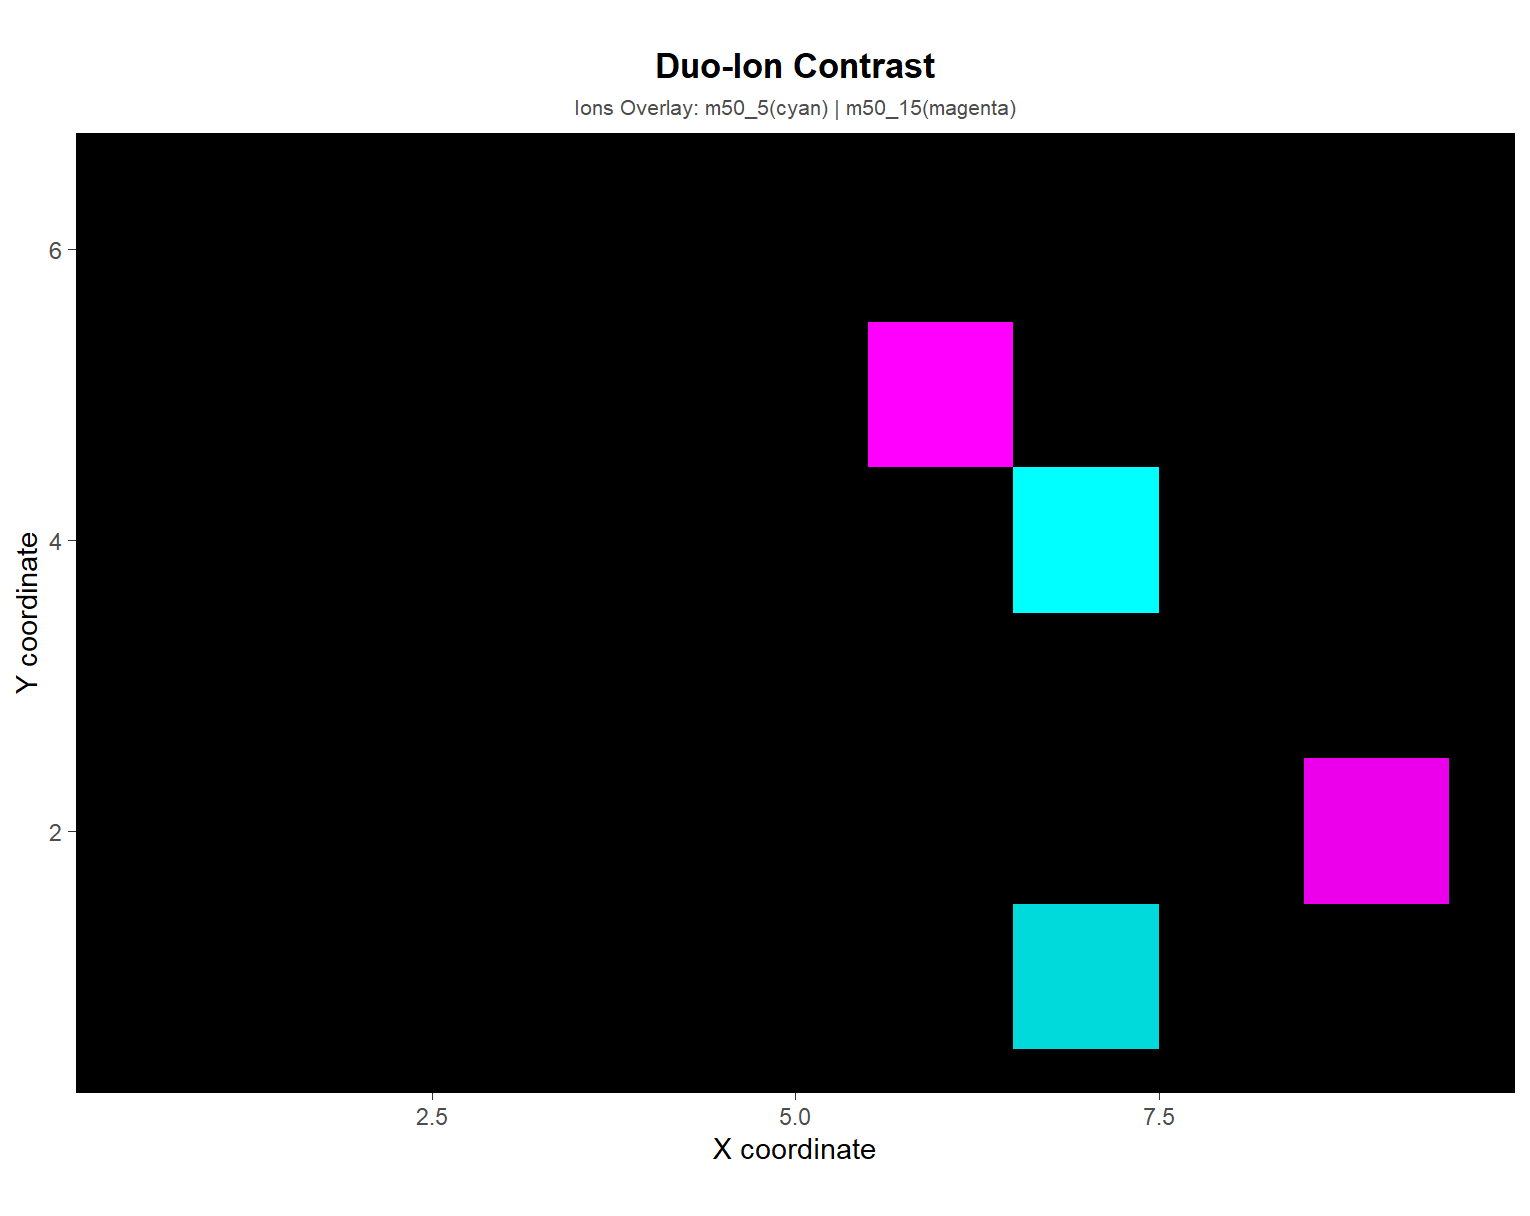 Duo-Ion Contrast
Ions Overlay: m50_5(cyan) | m50_15(magenta)
Y coordinate
6
4
2
2.5 5.0 7.5
X coordinate